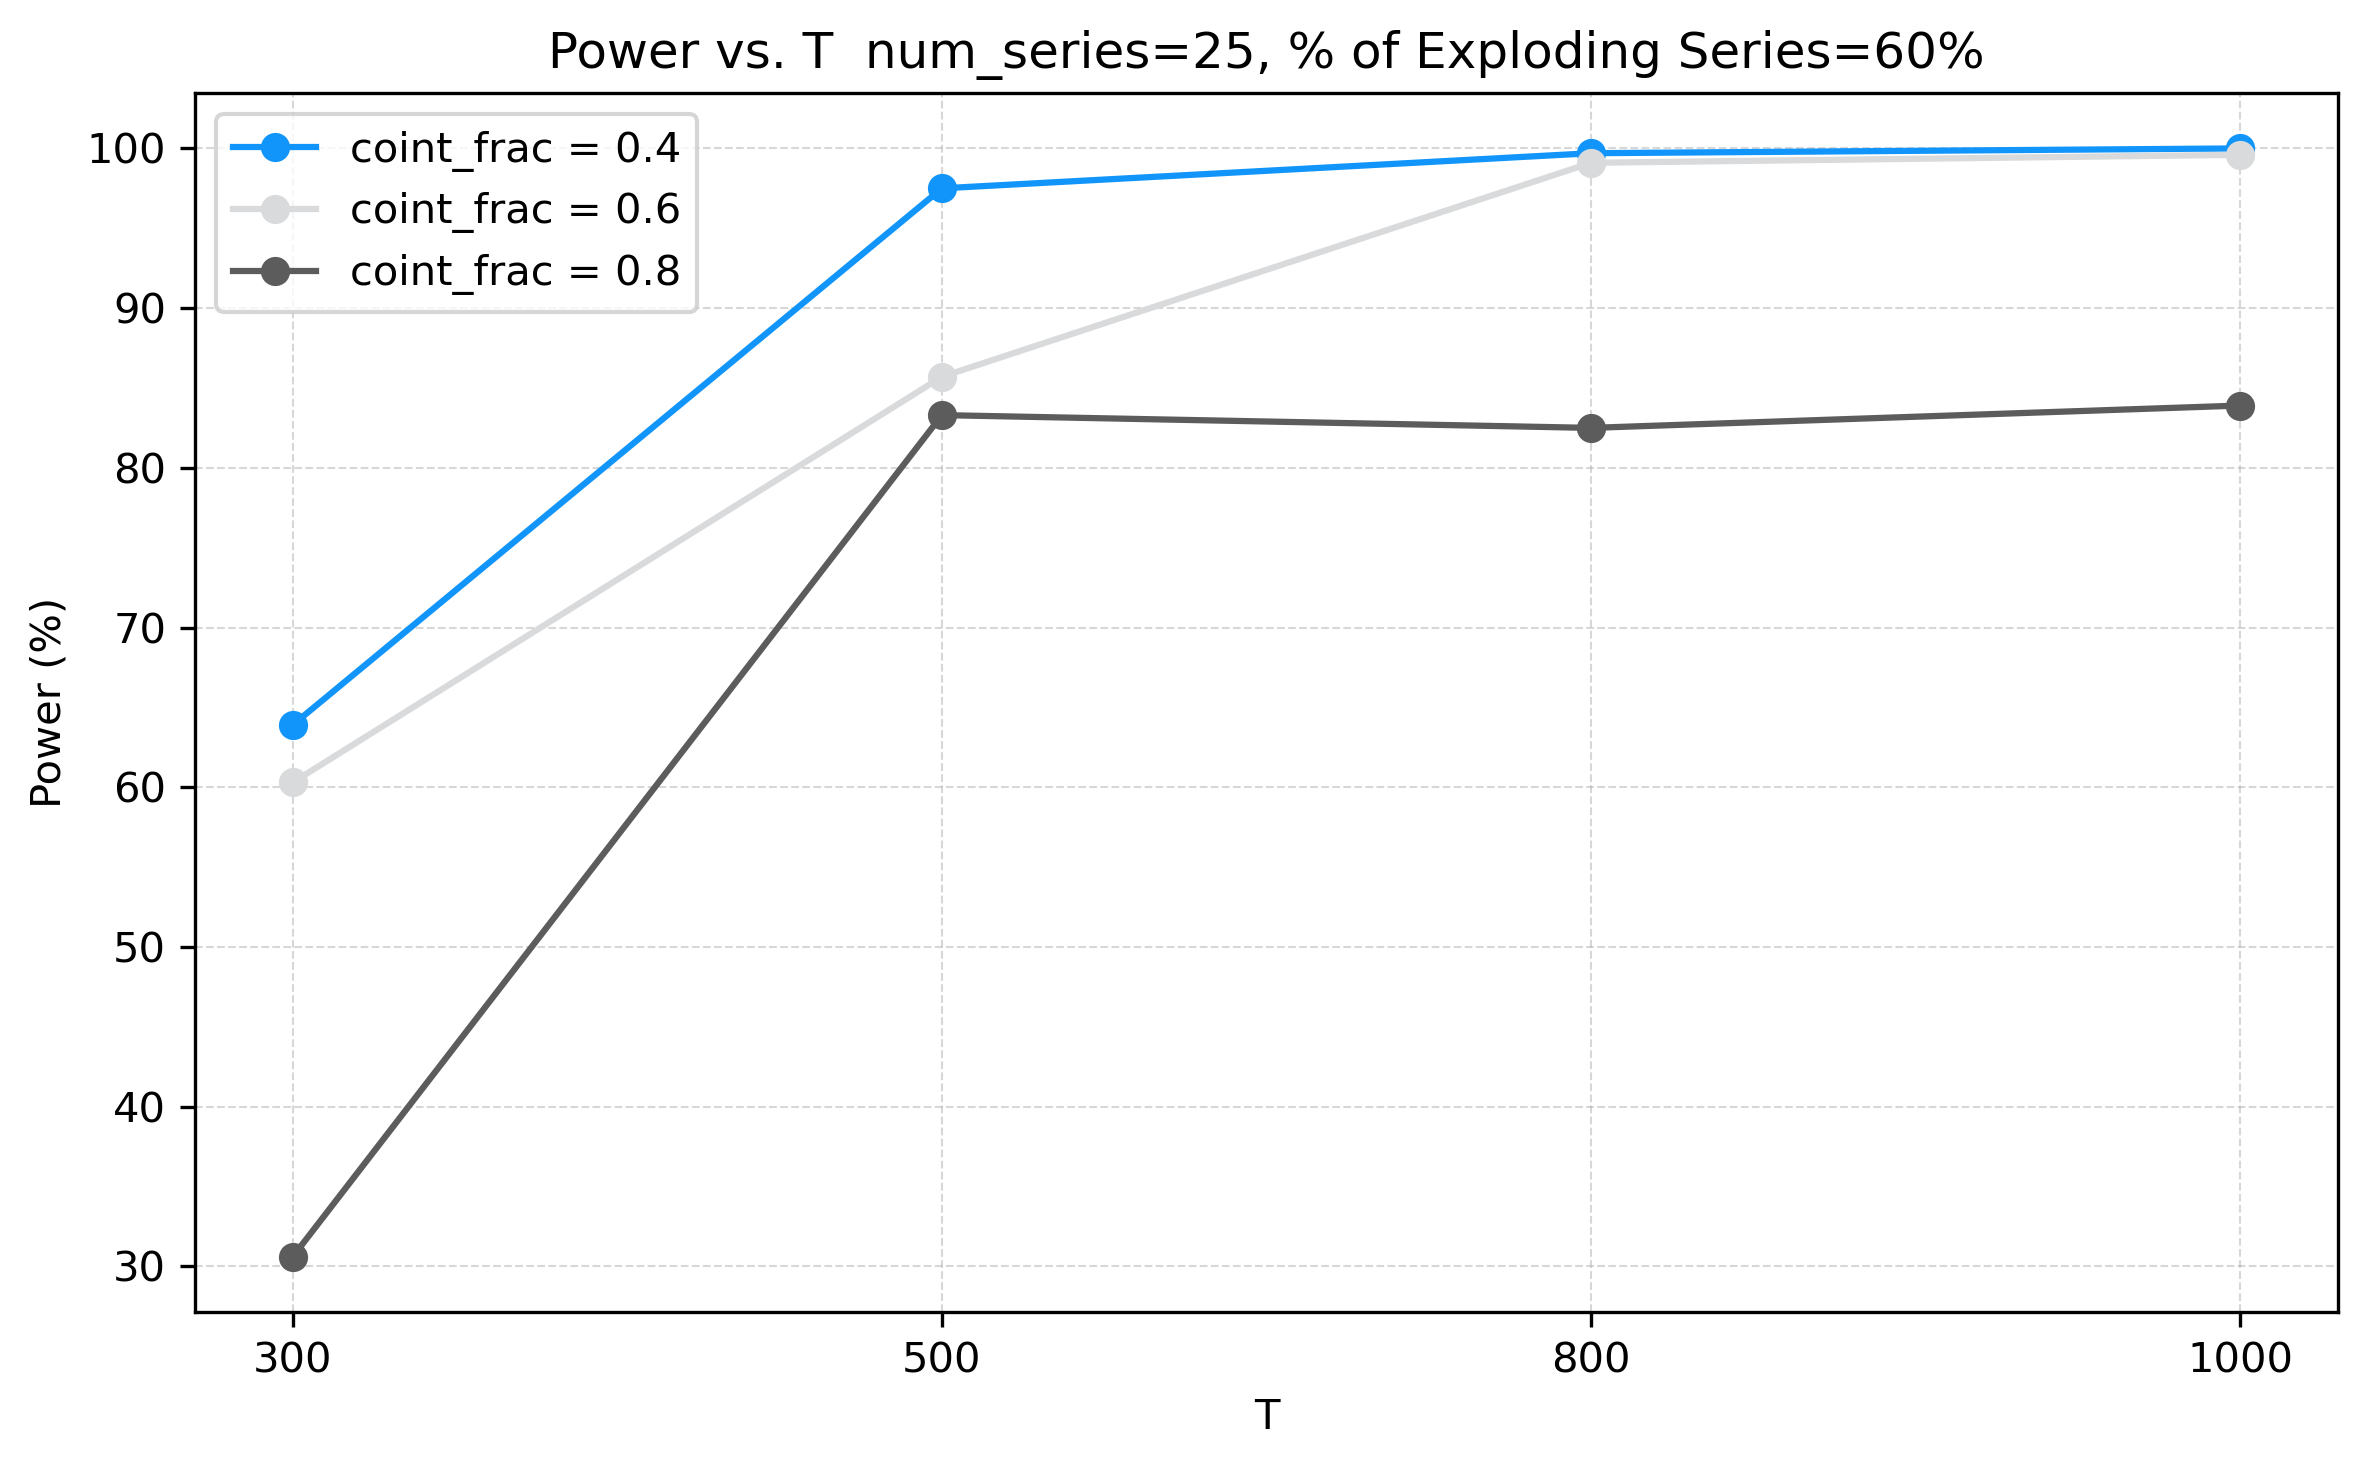 Power vs. T  num_series=25, % of Exploding Series=60%
coint_frac = 0.4
coint_frac = 0.6
coint_frac = 0.8
Power (%)
100
90
80
70
60
50
40
30
300 500 800 1000
T